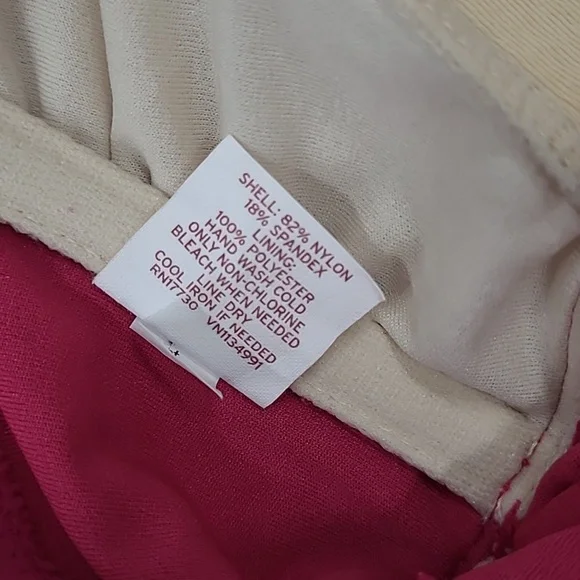 SHELL: 82% NYLON
18% SPANDEX
LINING:
100% POLYESTER
HAND WASH COLD
ONLY NON-CHLORINE
BLEACH WHEN NEEDED
LINE DRY
COOL IRON IF NEEDED
RN17730 VN1134991